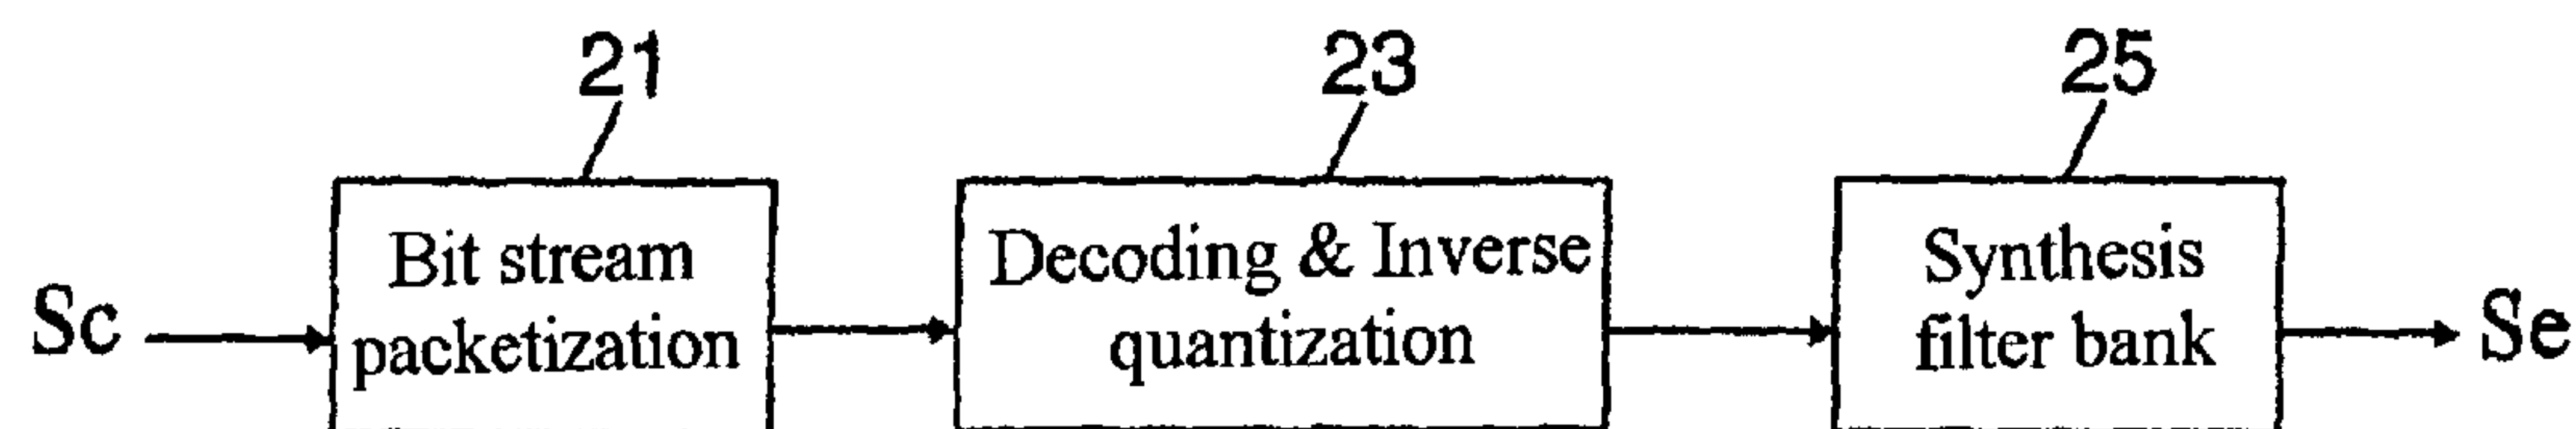 21
23
25
Sc
Bit stream
packetization
Decoding & Inverse
quantization
Synthesis
filter bank
Se